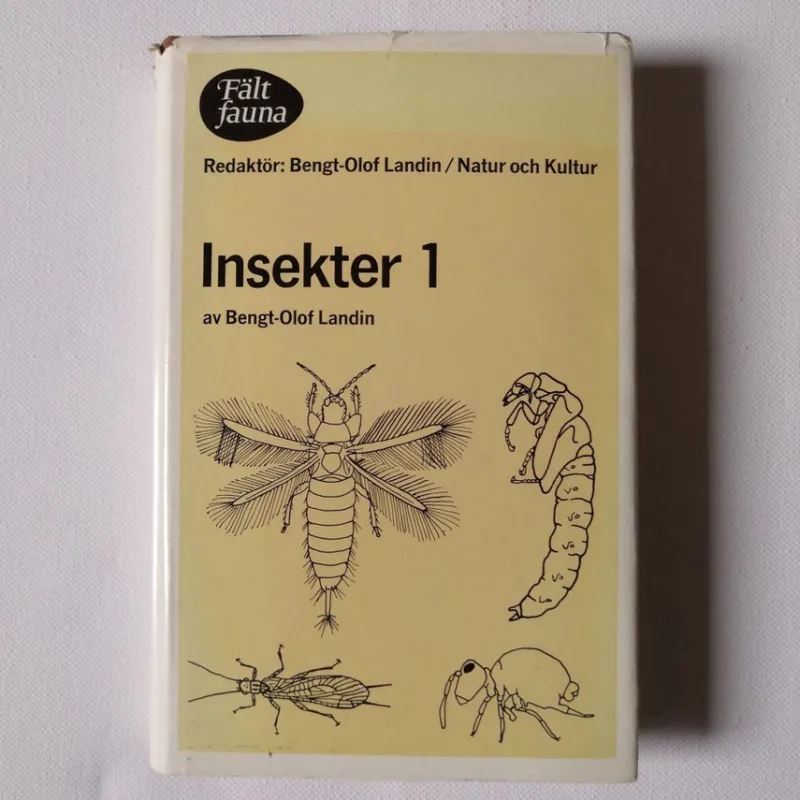 Fält
fauna
Redaktör: Bengt-Olof Landin / Natur och Kultur
Insekter 1
av Bengt-Olof Landin